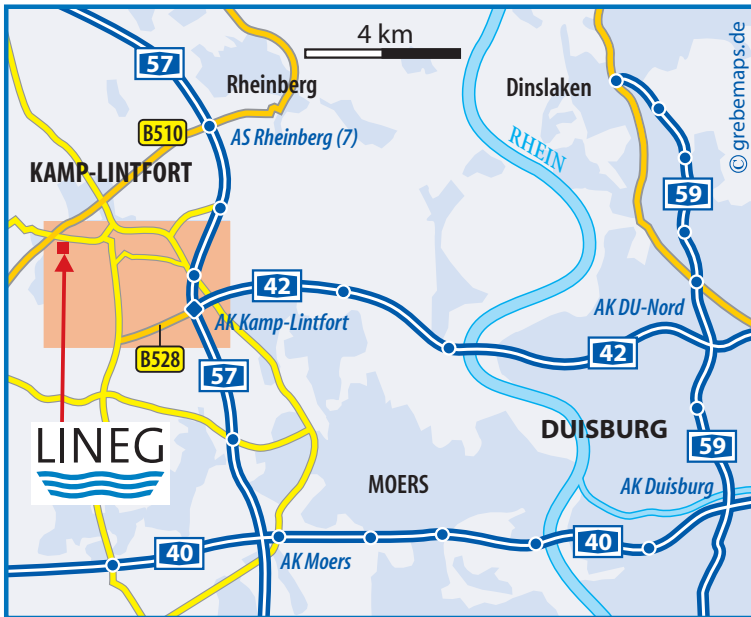 4 km
57
Rheinberg
Dinslaken
© grebemaps.de
B510
AS Rheinberg (7)
RHEIN
KAMP-LINTFORT
59
42
AK Kamp-Lintfort
AK DU-Nord
B528
42
57
LINEG
DUISBURG
59
MOERS
AK Duisburg
40
AK Moers
40